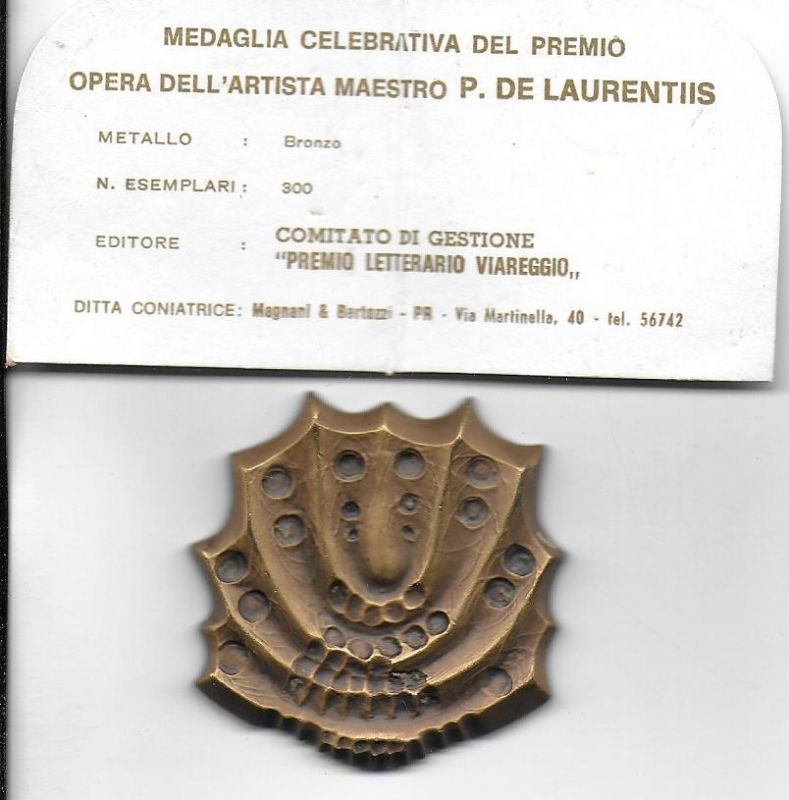 MEDAGLIA CELEBRATIVA DEL PREMIO
OPERA DELL'ARTISTA MAESTRO P. DE LAURENTIIS
METALLO : Bronzo
N. ESEMPLARI : 300
EDITORE : COMITATO DI GESTIONE
"PREMIO LETTERARIO VIAREGGIO„
DITTA CONIATRICE: Magnani & Bertozzi - PR - Via Martinella, 40 - tel. 56742